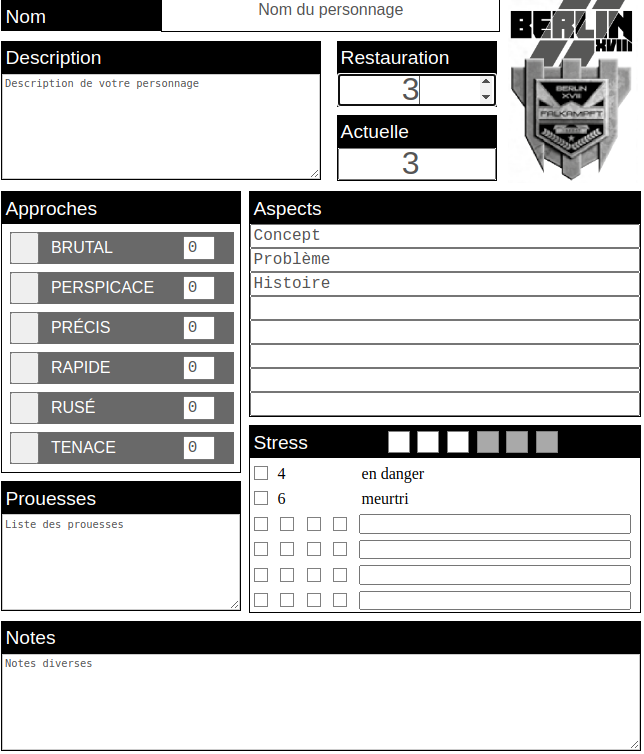 Nom
Nom du personnage
BERLIN
XVIII
Description
Description de votre personnage
Restauration
3
BERLIN
XVIII
FALKAMPFT
Actuelle
3
Approches
BRUTAL 0
PERSPICACE 0
PRÉCIS 0
RAPIDE 0
RUSÉ 0
TENACE 0
Aspects
Concept
Problème
Histoire
Stress
4 en danger
6 meurtri
Prouesses
Liste des prouesses
Notes
Notes diverses